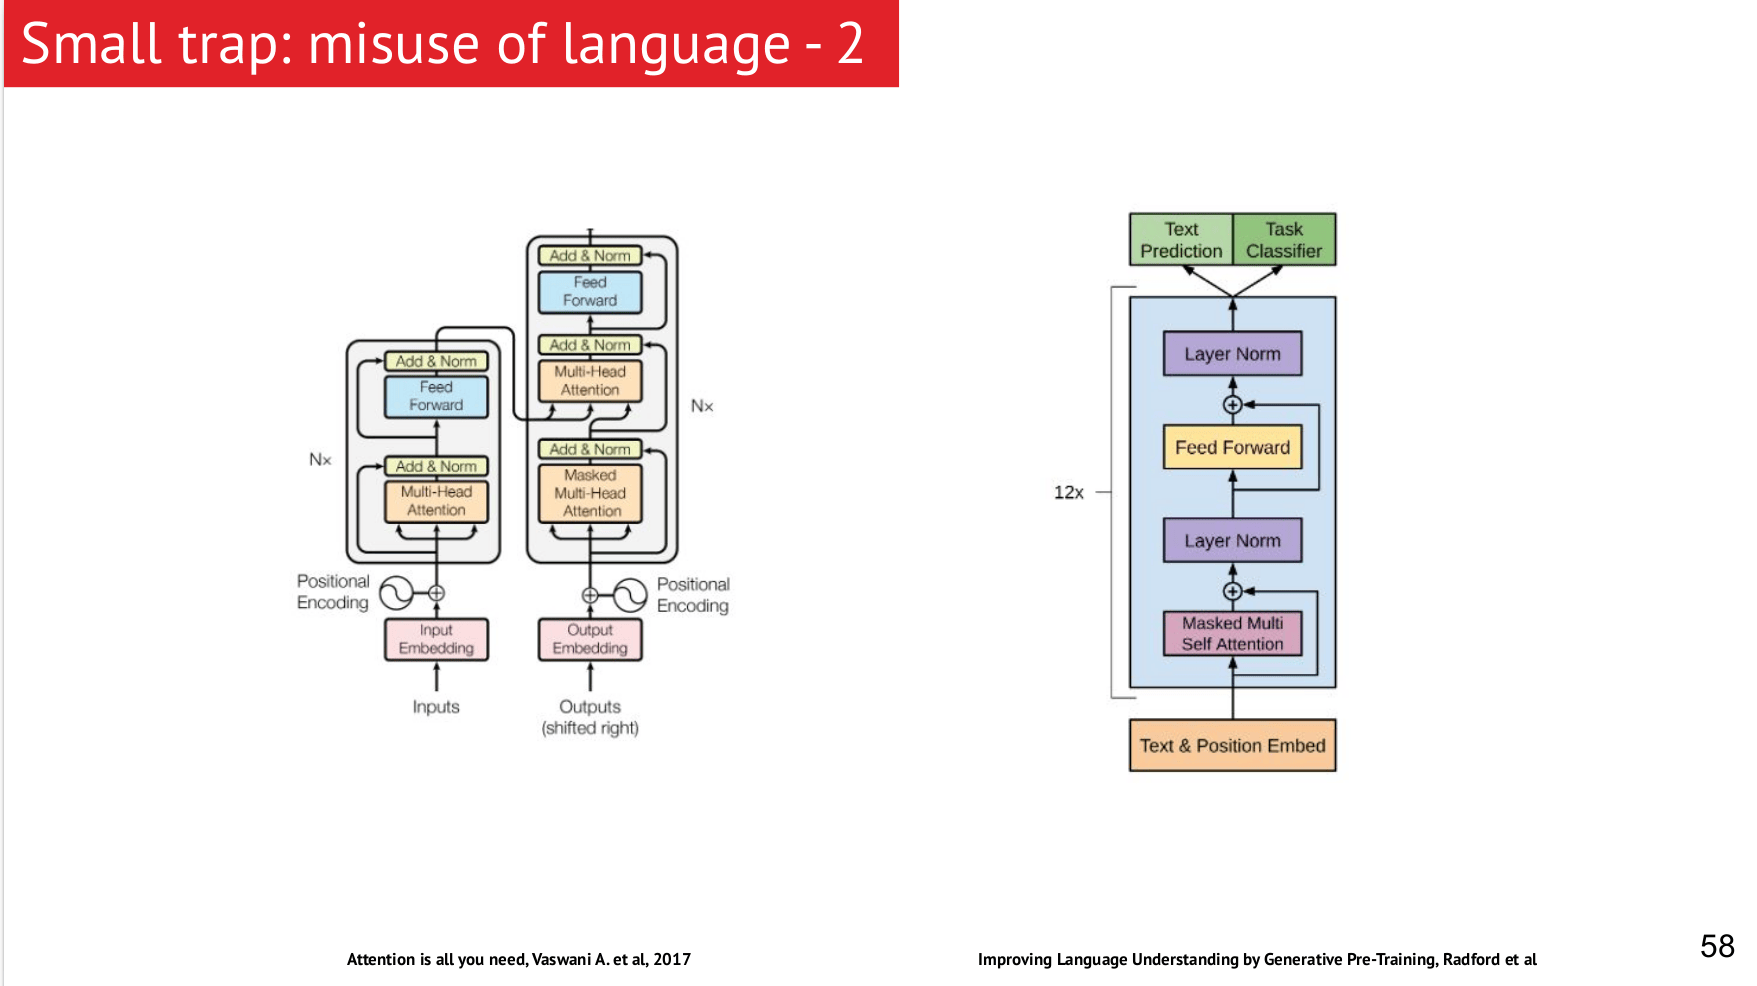 Small trap: misuse of language - 2
Add & Norm
Feed
Forward
Add & Norm
Multi-Head
Attention
Nx
Positional
Encoding
Input
Embedding
Inputs
Add & Norm
Feed
Forward
Add & Norm
Multi-Head
Attention
Nx
Add & Norm
Masked
Multi-Head
Attention
Positional
Encoding
Output
Embedding
Outputs
(shifted right)
Text
Prediction
Task
Classifier
Layer Norm
Feed Forward
12x
Layer Norm
Masked Multi
Self Attention
Text & Position Embed
Attention is all you need, Vaswani A. et al, 2017
Improving Language Understanding by Generative Pre-Training, Radford et al
58